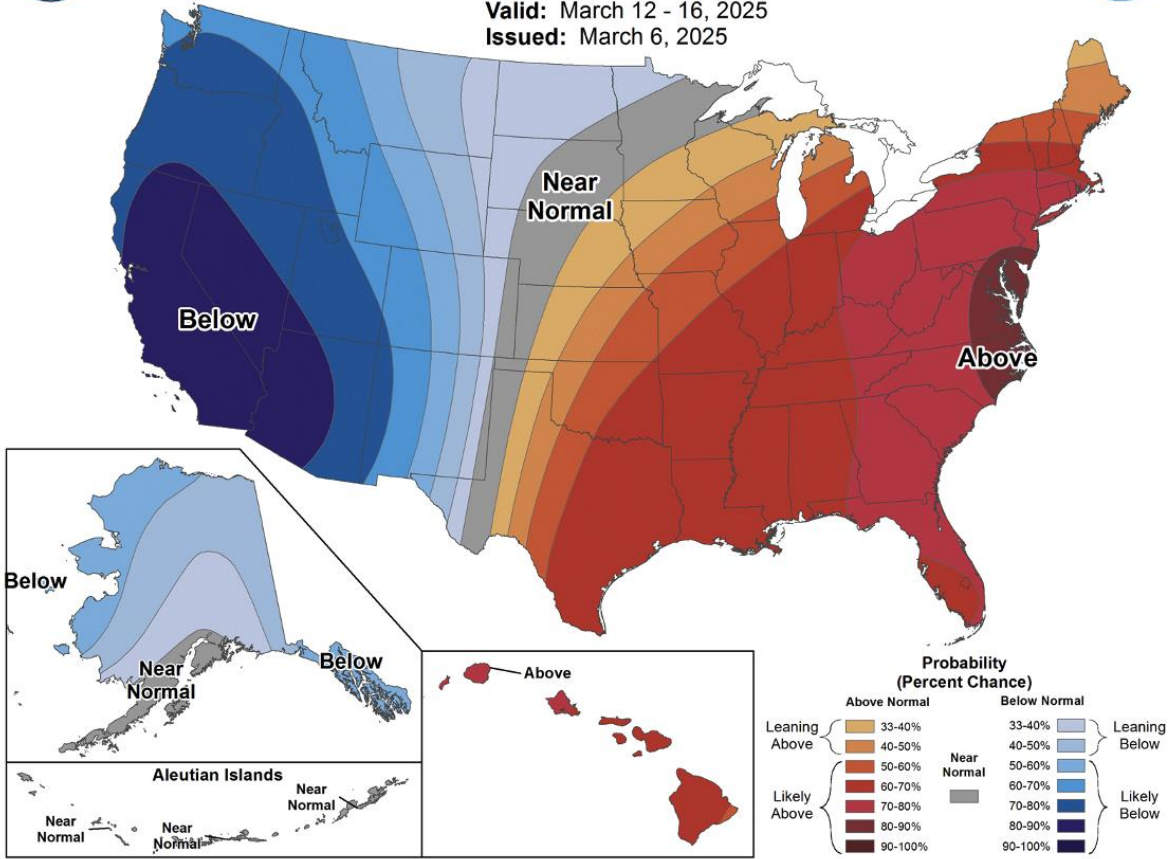 Valid: March 12 - 16, 2025
Issued: March 6, 2025
Near
Normal
Below
Above
Below
Near
Normal
Below
Above
Aleutian Islands
Near
Normal
Near
Normal
Near
Normal
Probability
(Percent Chance)
Above Normal
Below Normal
Leaning
Above
33-40%
40-50%
Likely
Above
50-60%
60-70%
70-80%
80-90%
90-100%
Near
Normal
33-40%
40-50%
Leaning
Below
50-60%
60-70%
70-80%
80-90%
90-100%
Likely
Below